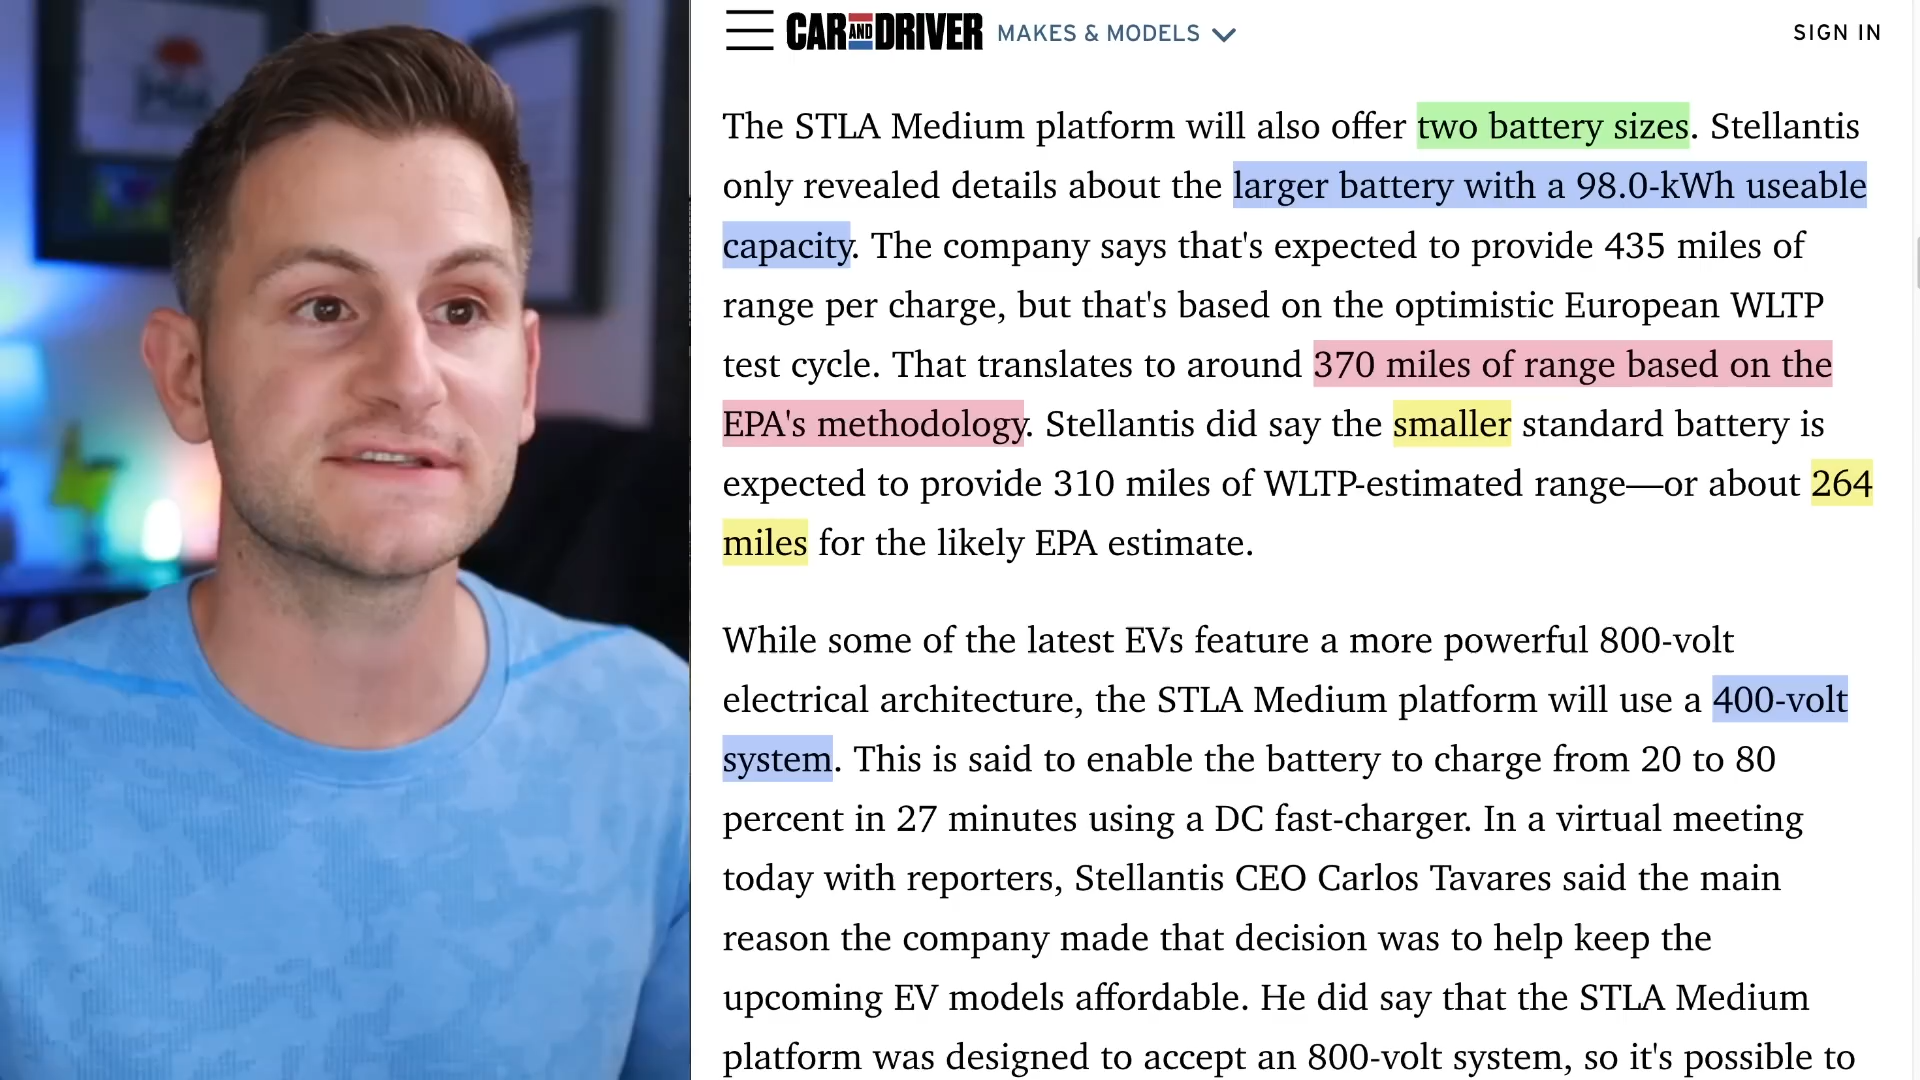 CAR AND DRIVER MAKES & MODELS SIGN IN
The STLA Medium platform will also offer two battery sizes. Stellantis
only revealed details about the larger battery with a 98.0-kWh useable
capacity. The company says that's expected to provide 435 miles of
range per charge, but that's based on the optimistic European WLTP
test cycle. That translates to around 370 miles of range based on the
EPA's methodology. Stellantis did say the smaller standard battery is
expected to provide 310 miles of WLTP-estimated range—or about 264
miles for the likely EPA estimate.
While some of the latest EVs feature a more powerful 800-volt
electrical architecture, the STLA Medium platform will use a 400-volt
system. This is said to enable the battery to charge from 20 to 80
percent in 27 minutes using a DC fast-charger. In a virtual meeting
today with reporters, Stellantis CEO Carlos Tavares said the main
reason the company made that decision was to help keep the
upcoming EV models affordable. He did say that the STLA Medium
platform was designed to accept an 800-volt system, so it's possible to